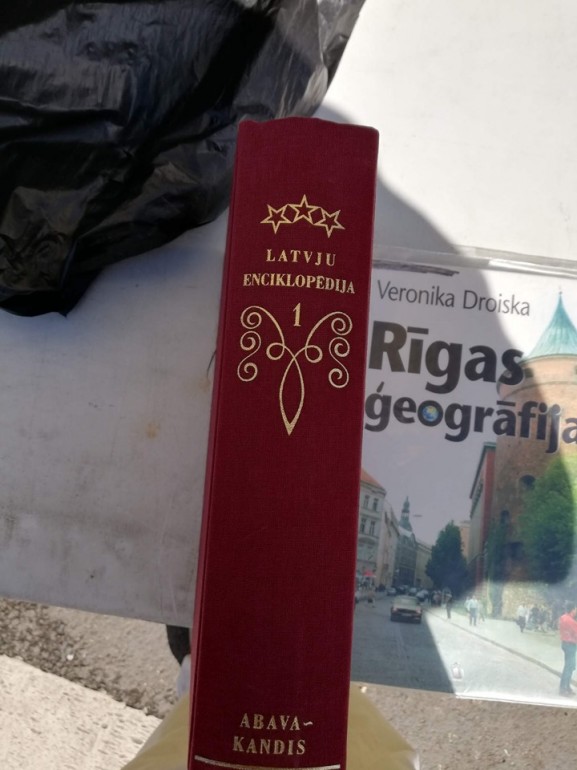 LATVJU
ENCIKLOPĒDIJA
1
ABAVA~
KANDIS
Veronika Droiska
Rīgas
ģeogrāfija